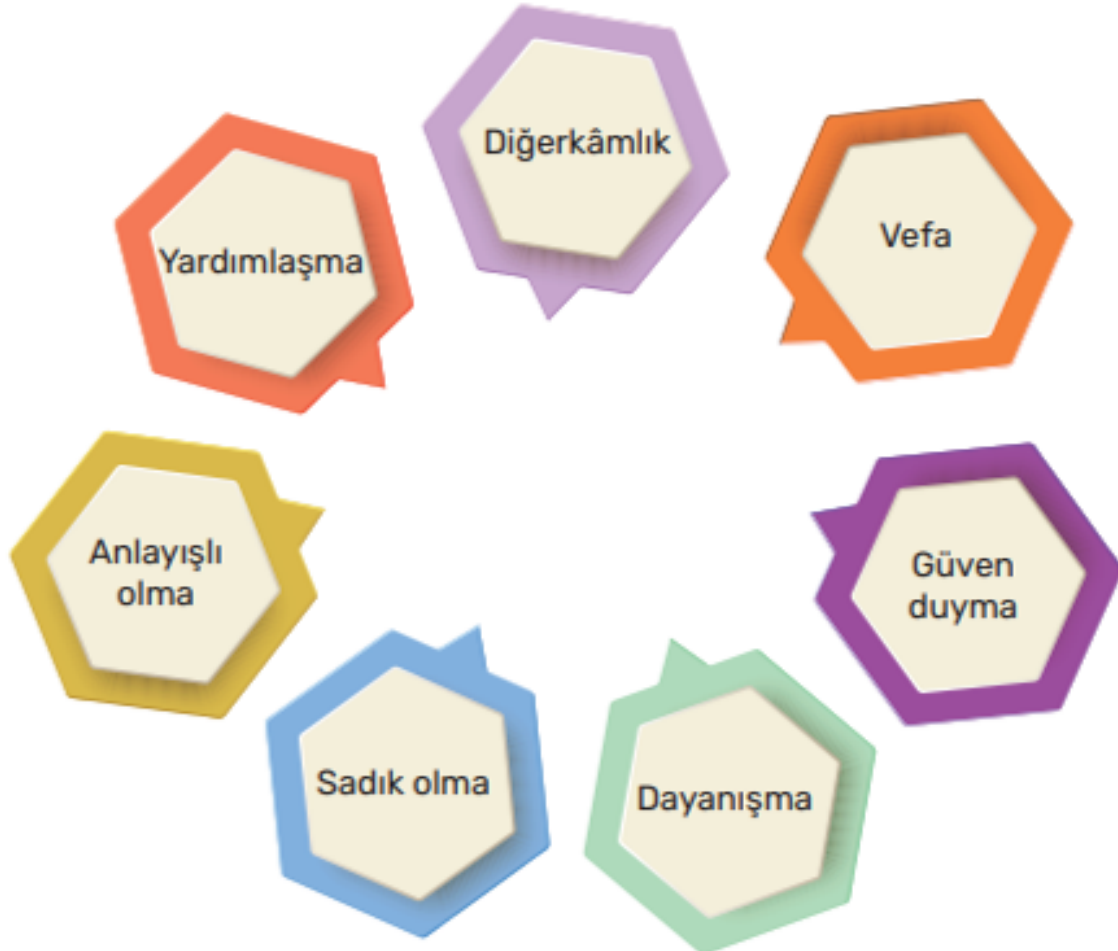 Diğerkâmlık
Vefa
Yardımlaşma
Anlayışlı
olma
Güven
duyma
Sadık olma
Dayanışma